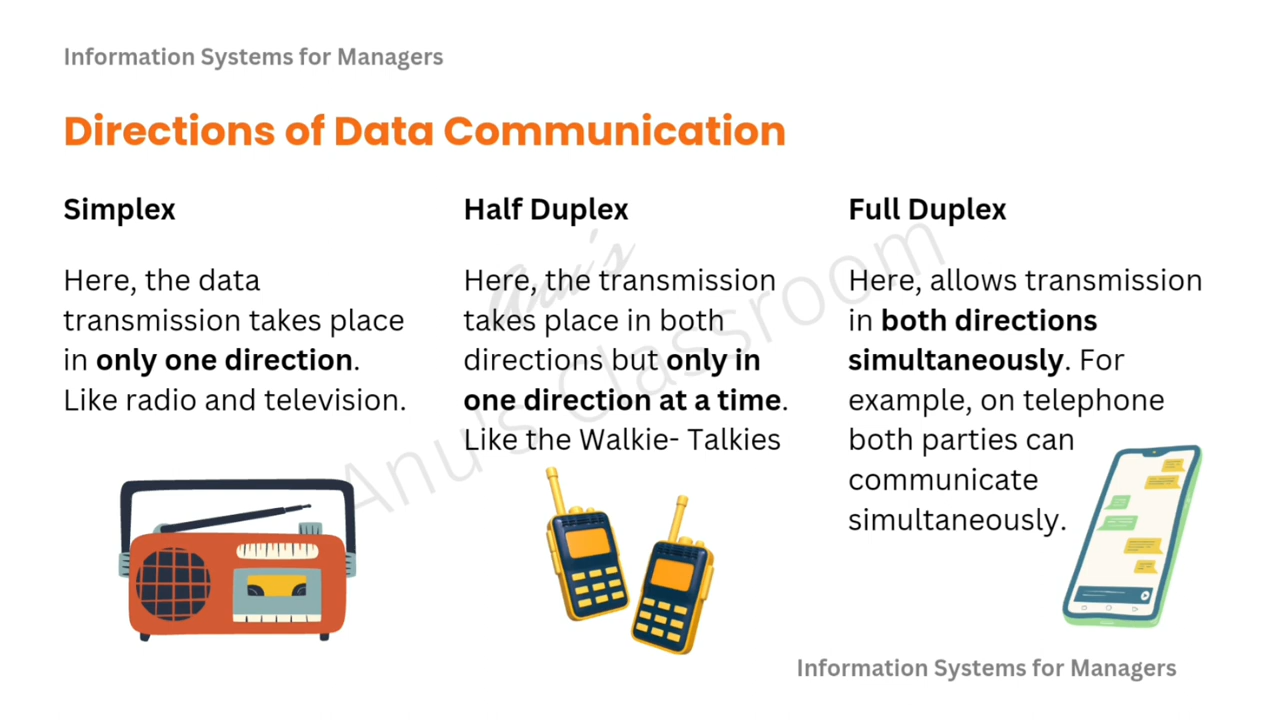 Information Systems for Managers
Directions of Data Communication
Simplex
Here, the data
transmission takes place
in only one direction.
Like radio and television.
Half Duplex
Here, the transmission
takes place in both
directions but only in
one direction at a time.
Like the Walkie- Talkies
Full Duplex
Here, allows transmission
in both directions
simultaneously. For
example, on telephone
both parties can
communicate
simultaneously.
Anu's
Anu's Classroom
Information Systems for Managers